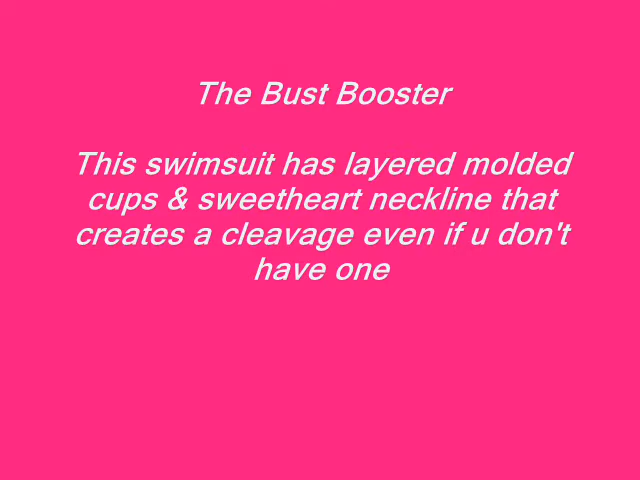 The Bust Booster
This swimsuit has layered molded
cups & sweetheart neckline that
creates a cleavage even if u don't
have one